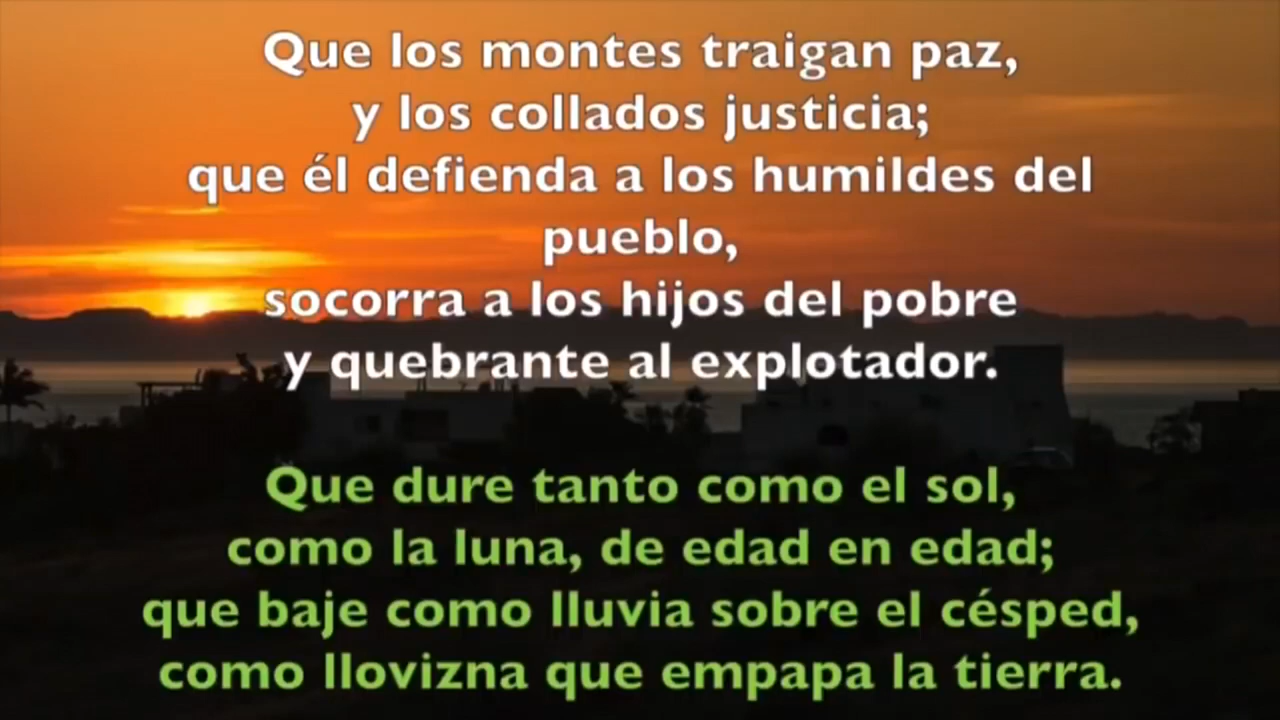 Que los montes traigan paz,
y los collados justicia;
que él defienda a los humildes del
pueblo,
socorra a los hijos del pobre
y quebrante al explotador.
Que dure tanto como el sol,
como la luna, de edad en edad;
que baje como lluvia sobre el césped,
como llovizna que empapa la tierra.